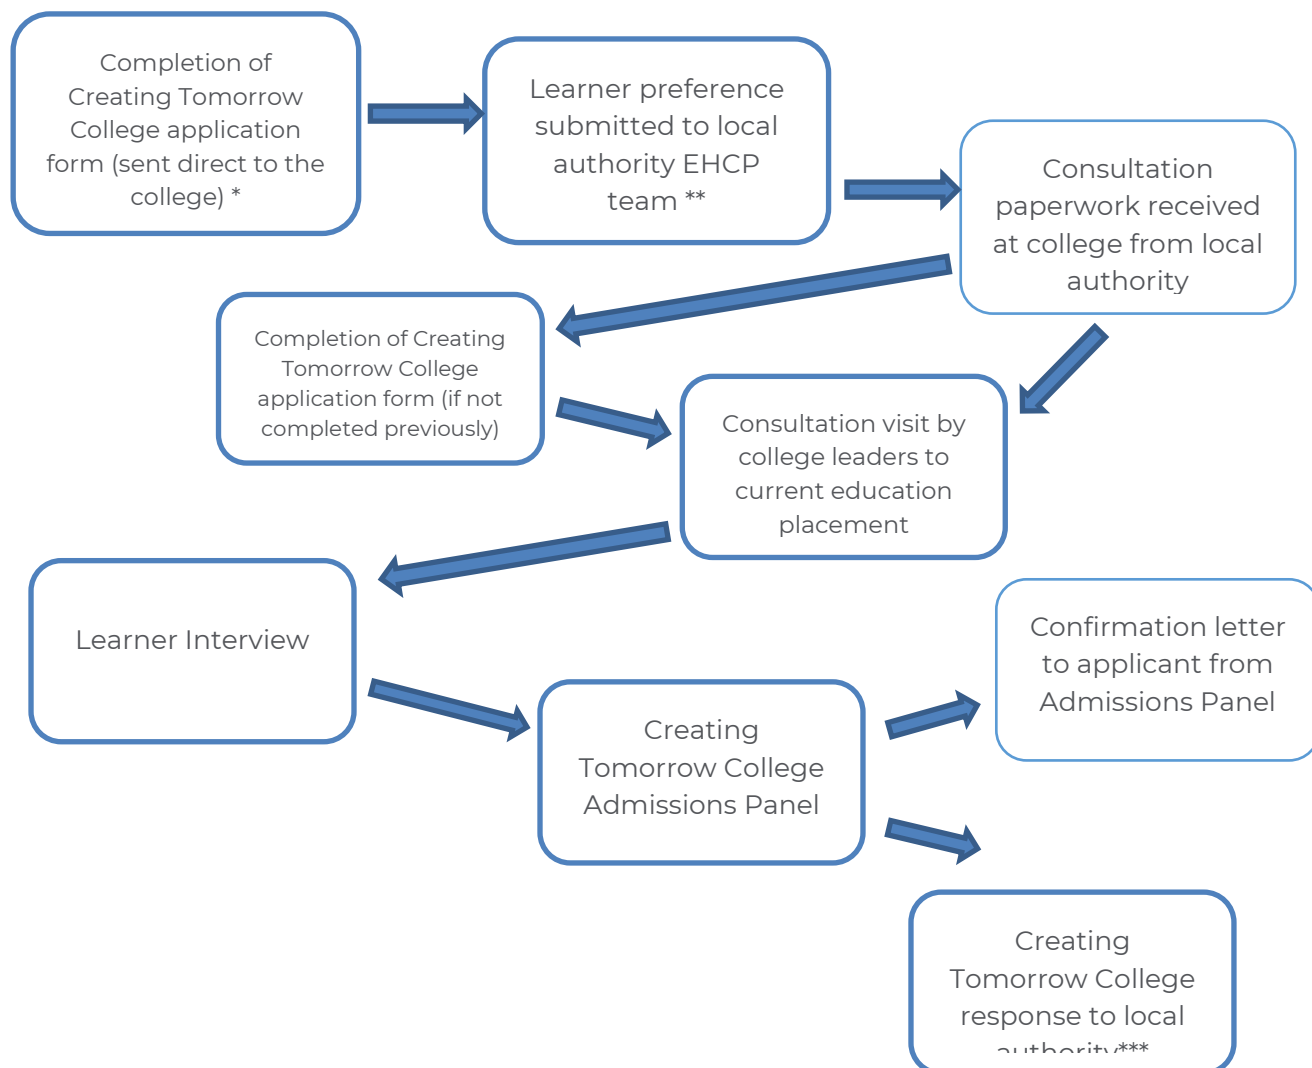 Completion of
Creating Tomorrow
College application
form (sent direct to the
college) *
Learner preference
submitted to local
authority EHCP
team **
Consultation
paperwork received
at college from local
authority
Completion of Creating
Tomorrow College
application form (if not
completed previously)
Consultation visit by
college leaders to
current education
placement
Learner Interview
Confirmation letter
to applicant from
Admissions Panel
Creating
Tomorrow College
Admissions Panel
Creating
Tomorrow College
response to local
authority***